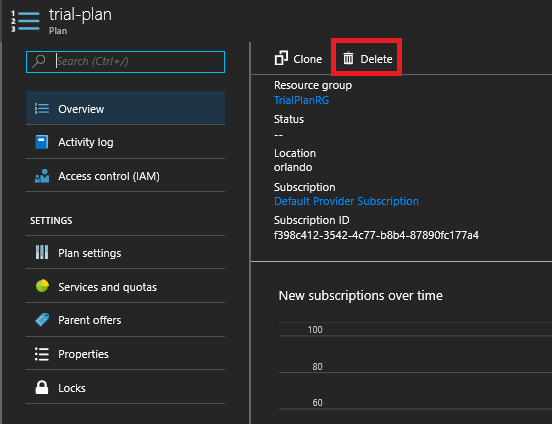 trial-plan
Plan
Search (Ctrl+/)
Overview
Activity log
Access control (IAM)
SETTINGS
Plan settings
Services and quotas
Parent offers
Properties
Locks
Clone
Delete
Resource group
TrialPlanRG
Status
--
Location
orlando
Subscription
Default Provider Subscription
Subscription ID
f398c412-3542-4c77-b8b4-87890fc177a4
New subscriptions over time
100
80
60